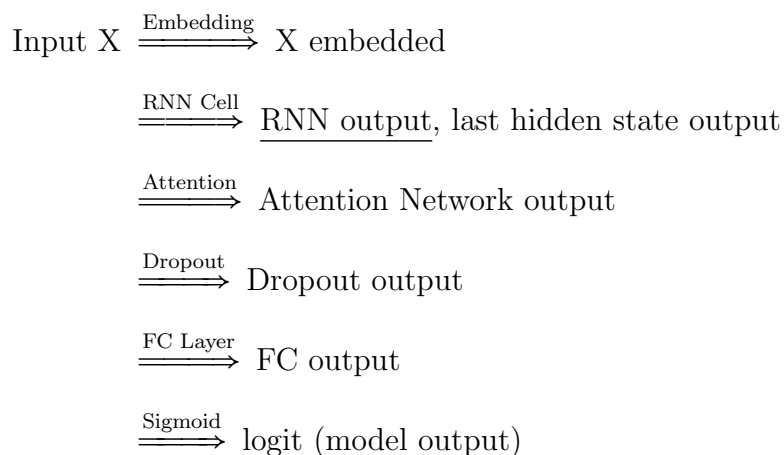 Input X Embedding ⟹ X embedded
RNN Cell ⟹ RNN output, last hidden state output
Attention ⟹ Attention Network output
Dropout ⟹ Dropout output
FC Layer ⟹ FC output
Sigmoid ⟹ logit (model output)